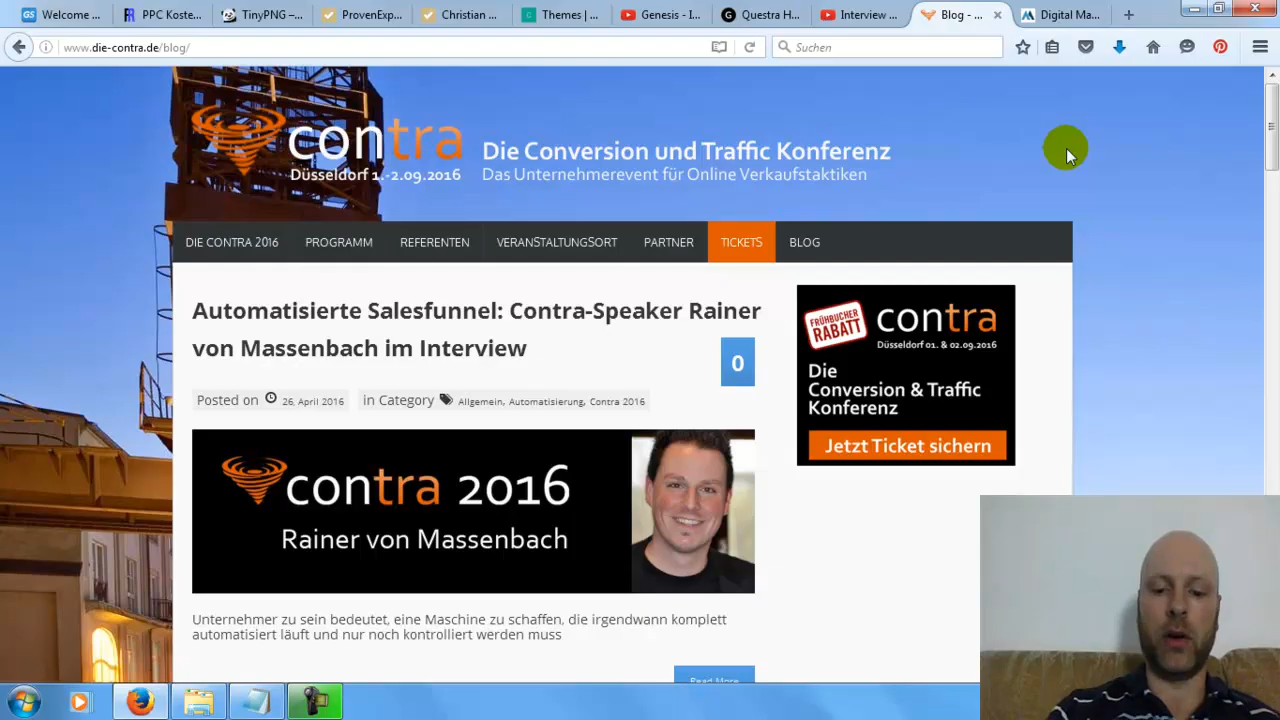 Welcome ...
PPC Koste...
TinyPNG – ...
ProvenExp...
Christian ...
Themes | ...
Genesis - I...
Questra H...
Interview ...
Blog - ...
Digital Ma...
www.die-contra.de/blog/
Suchen
contra
Düsseldorf 1.-2.09.2016
Die Conversion und Traffic Konferenz
Das Unternehmerevent für Online Verkaufstaktiken
DIE CONTRA 2016
PROGRAMM
REFERENTEN
VERANSTALTUNGSORT
PARTNER
TICKETS
BLOG
Automatisierte Salesfunnel: Contra-Speaker Rainer
von Massenbach im Interview
0
Posted on 26, April 2016 in Category Allgemein, Automatisierung, Contra 2016
contra 2016
Rainer von Massenbach
Unternehmer zu sein bedeutet, eine Maschine zu schaffen, die irgendwann komplett
automatisiert läuft und nur noch kontrolliert werden muss
Read More
FRÜHBUCHER
RABATT
contra
Düsseldorf 01. & 02.09.2016
Die
Conversion & Traffic
Konferenz
Jetzt Ticket sichern